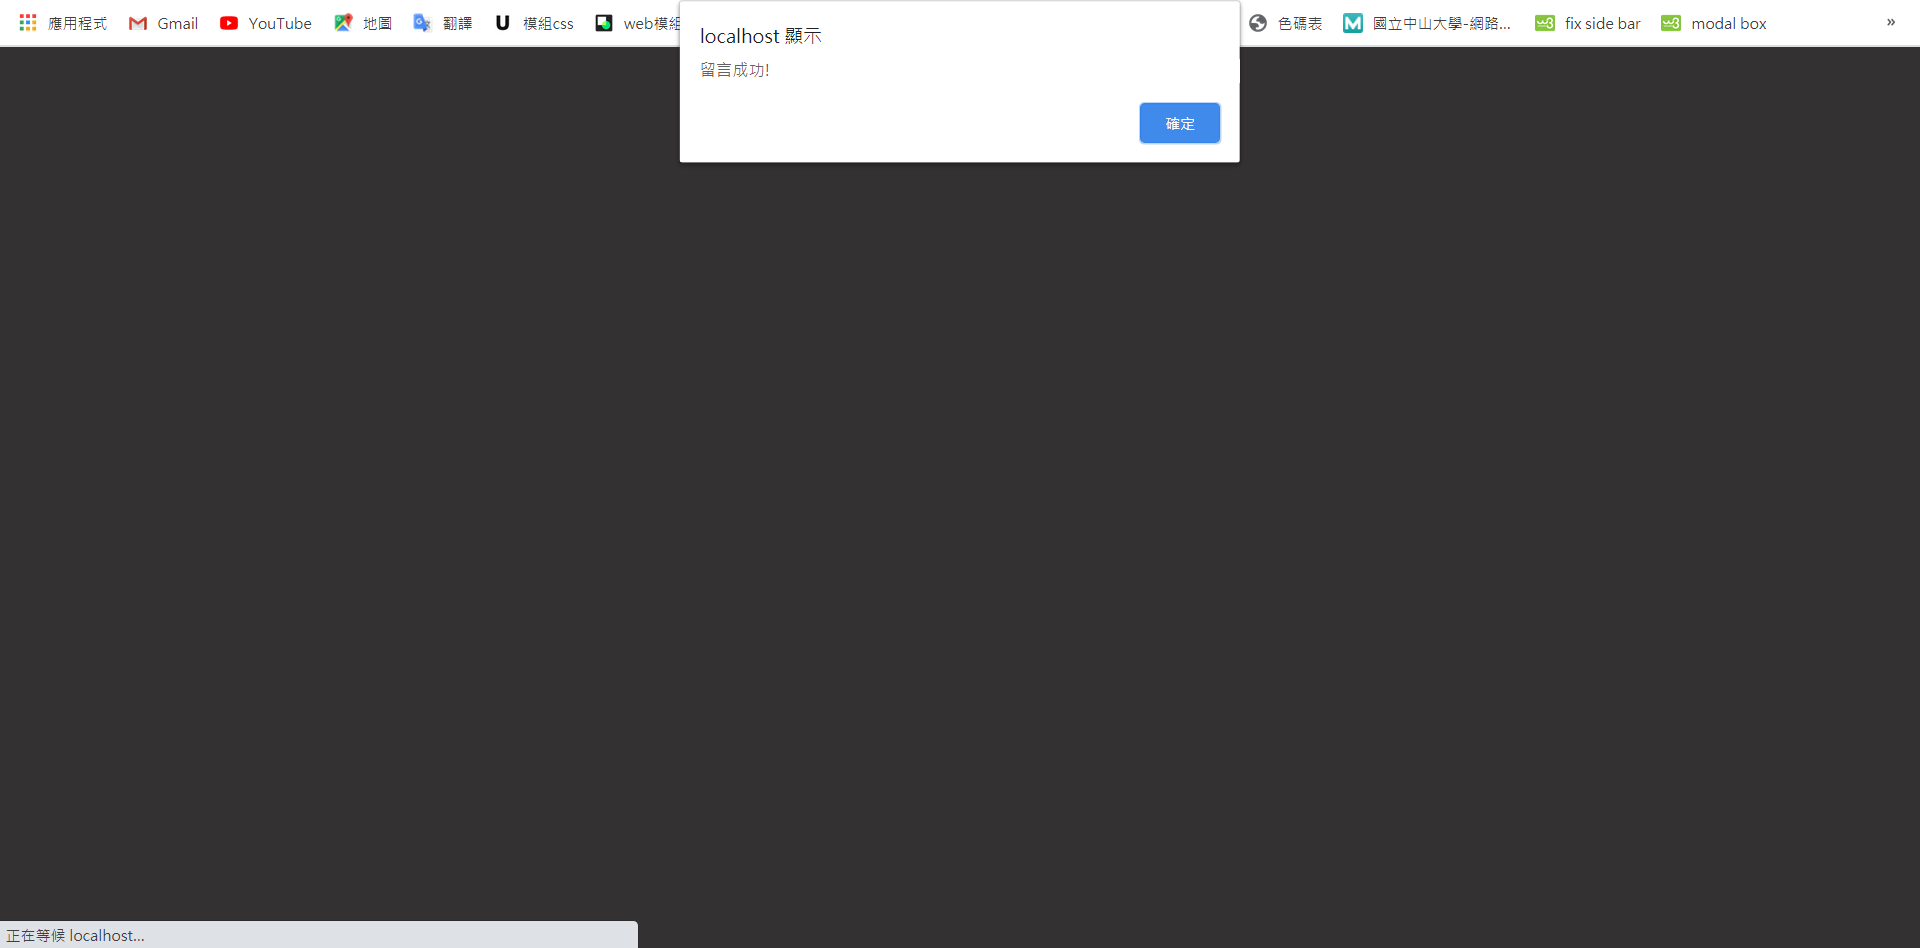 應用程式 Gmail YouTube 地圖 翻譯 模組css web模組 色碼表 國立中山大學-網路... fix side bar modal box »
localhost 顯示
留言成功!
確定
正在等候 localhost...